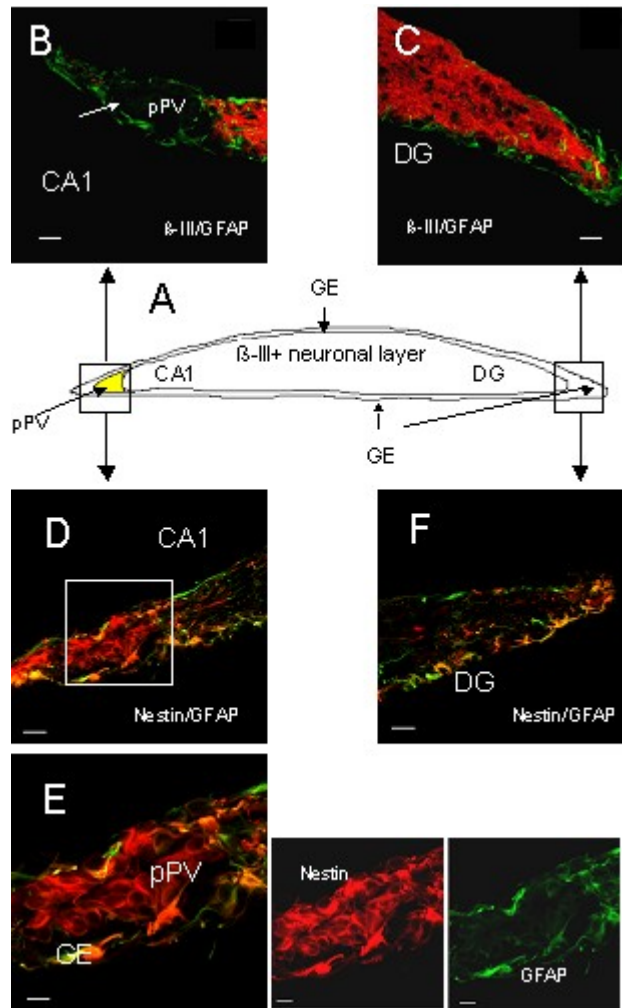 B
pPV
CA1
ß-III/GFAP
C
DG
ß-III/GFAP
A
GE
ß-III+ neuronal layer
CA1
DG
pPV
GE
D
CA1
Nestin/GFAP
F
DG
Nestin/GFAP
E
pPV
GE
Nestin
GFAP